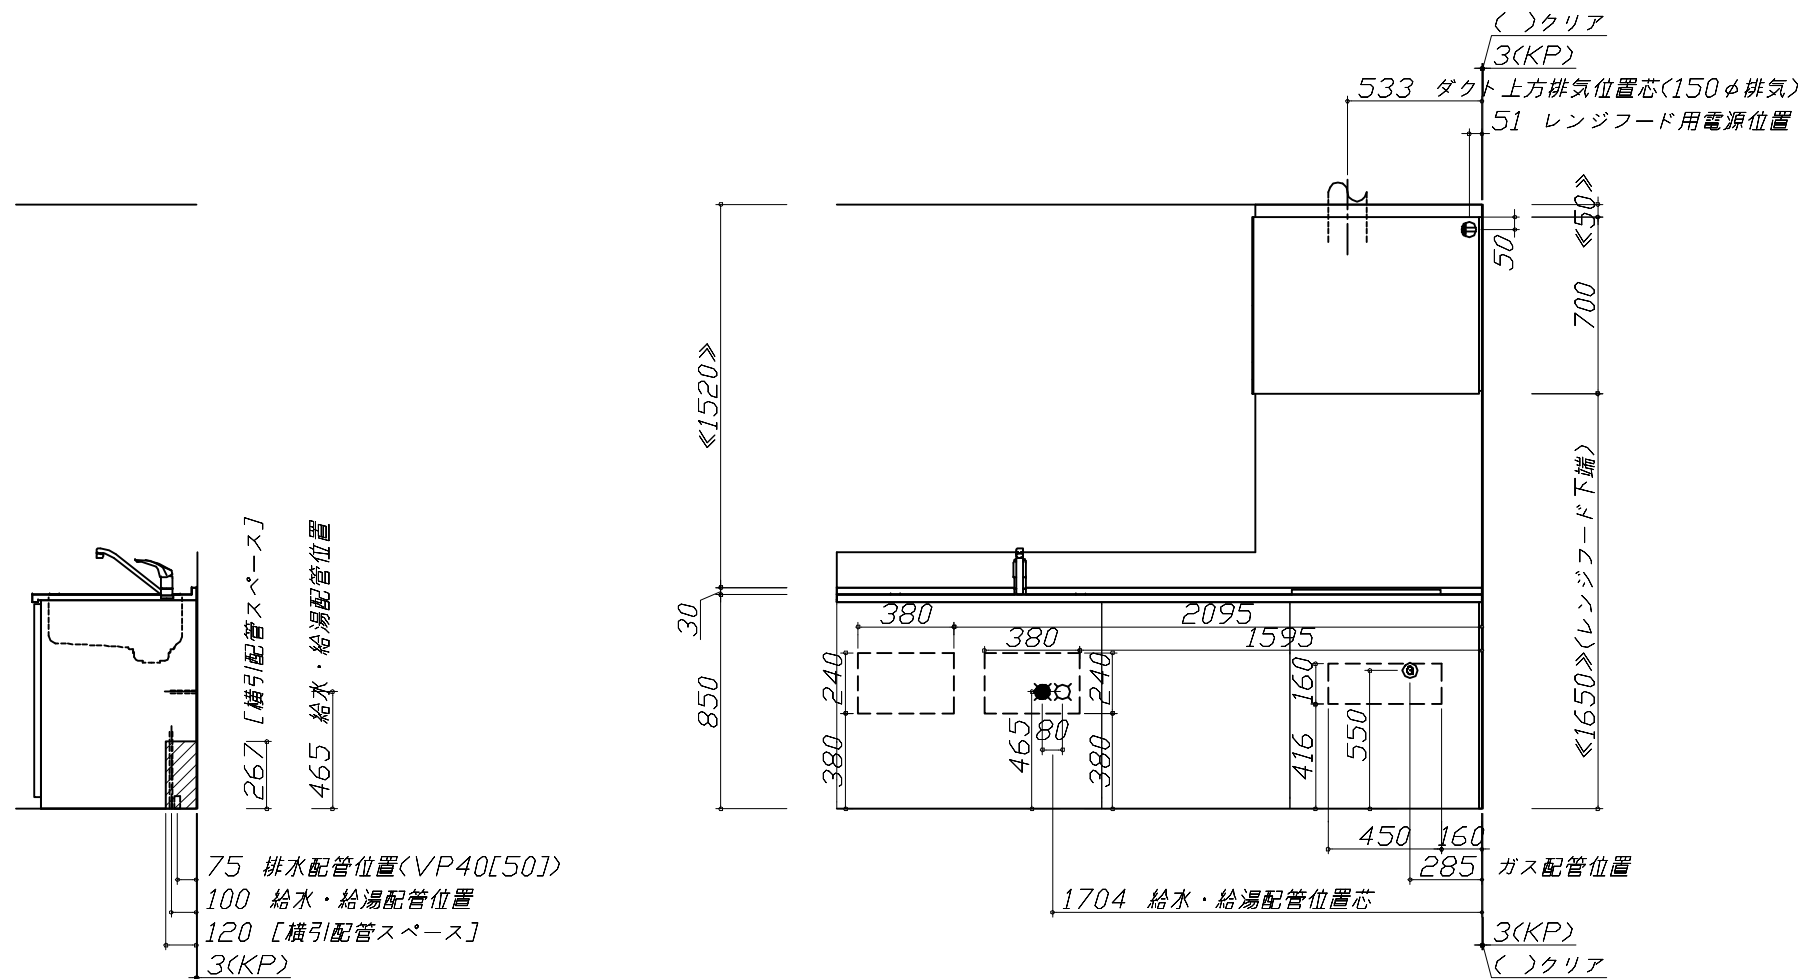 ( )クリア
3(KP)
533 ダクト上方排気位置芯(150φ排気)
51 レンジフード用電源位置
≪50≫
50
700
≪1520≫
≪1650≫(レンジフード下端)
30
850
380
2095
380
1595
240
240
160
G
80
465
550
380
380
416
267 [横引配管スペース]
465 給水・給湯配管位置
450
160
285 ガス配管位置
75 排水配管位置(VP40[50])
100 給水・給湯配管位置
1704 給水・給湯配管位置芯
120 [横引配管スペース]
3(KP)
3(KP)
( )クリア